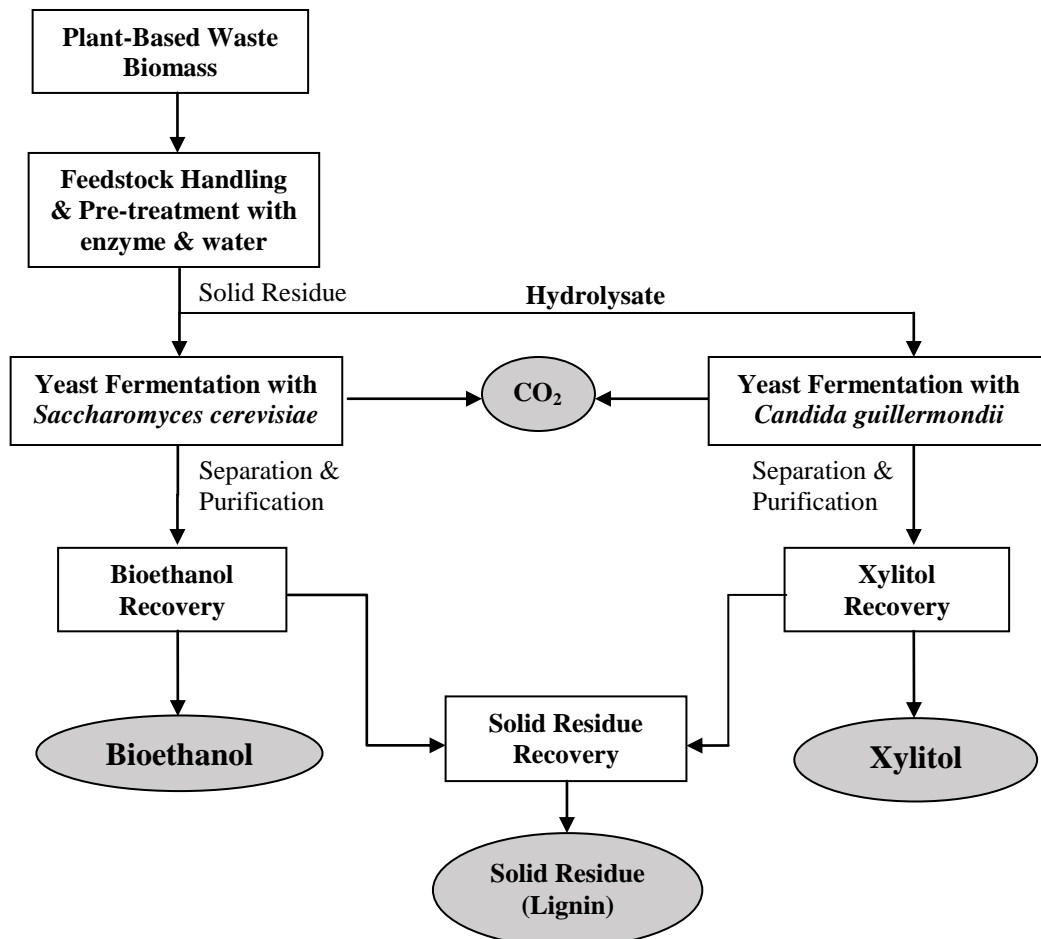 Plant-Based Waste
Biomass
Feedstock Handling
& Pre-treatment with
enzyme & water
Solid Residue
Hydrolysate
Yeast Fermentation with
Saccharomyces cerevisiae
CO₂
Yeast Fermentation with
Candida guillermondii
Separation &
Purification
Separation &
Purification
Bioethanol
Recovery
Xylitol
Recovery
Solid Residue
Recovery
Bioethanol
Xylitol
Solid Residue
(Lignin)